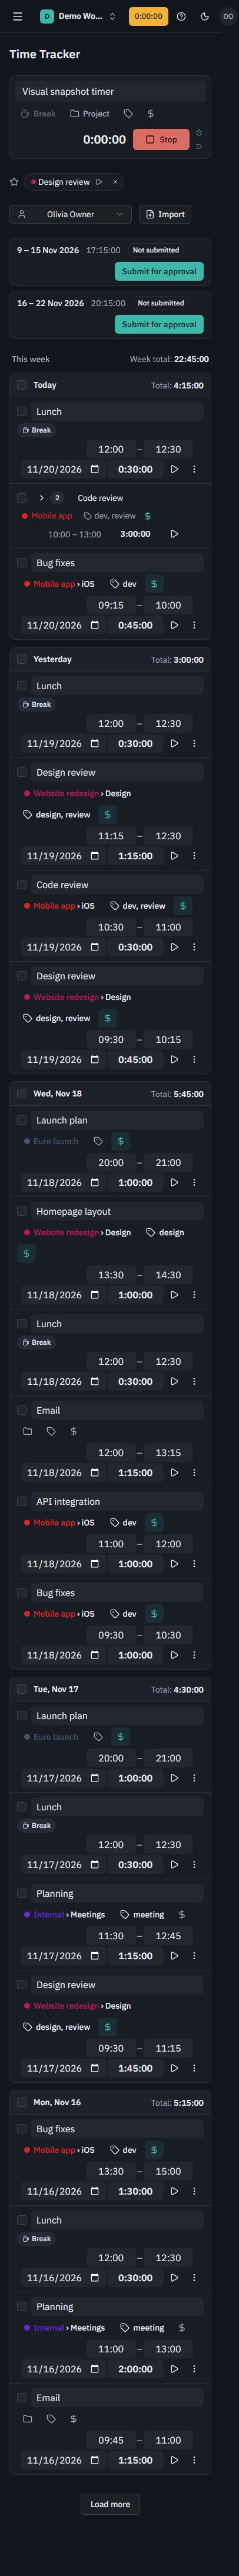 D Demo Wo... 0:00:00 OO
Time Tracker
Visual snapshot timer
Break Project
0:00:00 Stop
Design review
Olivia Owner Import
9 – 15 Nov 2026 17:15:00 Not submitted
Submit for approval
16 – 22 Nov 2026 20:15:00 Not submitted
Submit for approval
This week Week total: 22:45:00
Today Total: 4:15:00
Lunch
Break
12:00 – 12:30
11/20/2026 0:30:00
2 Code review
Mobile app dev, review
10:00 – 13:00 3:00:00
Bug fixes
Mobile app › iOS dev
09:15 – 10:00
11/20/2026 0:45:00
Yesterday Total: 3:00:00
Lunch
Break
12:00 – 12:30
11/19/2026 0:30:00
Design review
Website redesign › Design
design, review
11:15 – 12:30
11/19/2026 1:15:00
Code review
Mobile app › iOS dev, review
10:30 – 11:00
11/19/2026 0:30:00
Design review
Website redesign › Design
design, review
09:30 – 10:15
11/19/2026 0:45:00
Wed, Nov 18 Total: 5:45:00
Launch plan
Euro launch
20:00 – 21:00
11/18/2026 1:00:00
Homepage layout
Website redesign › Design design
13:30 – 14:30
11/18/2026 1:00:00
Lunch
Break
12:00 – 12:30
11/18/2026 0:30:00
Email
12:00 – 13:15
11/18/2026 1:15:00
API integration
Mobile app › iOS dev
11:00 – 12:00
11/18/2026 1:00:00
Bug fixes
Mobile app › iOS dev
09:30 – 10:30
11/18/2026 1:00:00
Tue, Nov 17 Total: 4:30:00
Launch plan
Euro launch
20:00 – 21:00
11/17/2026 1:00:00
Lunch
Break
12:00 – 12:30
11/17/2026 0:30:00
Planning
Internal › Meetings meeting
11:30 – 12:45
11/17/2026 1:15:00
Design review
Website redesign › Design
design, review
09:30 – 11:15
11/17/2026 1:45:00
Mon, Nov 16 Total: 5:15:00
Bug fixes
Mobile app › iOS dev
13:30 – 15:00
11/16/2026 1:30:00
Lunch
Break
12:00 – 12:30
11/16/2026 0:30:00
Planning
Internal › Meetings meeting
11:00 – 13:00
11/16/2026 2:00:00
Email
09:45 – 11:00
11/16/2026 1:15:00
Load more